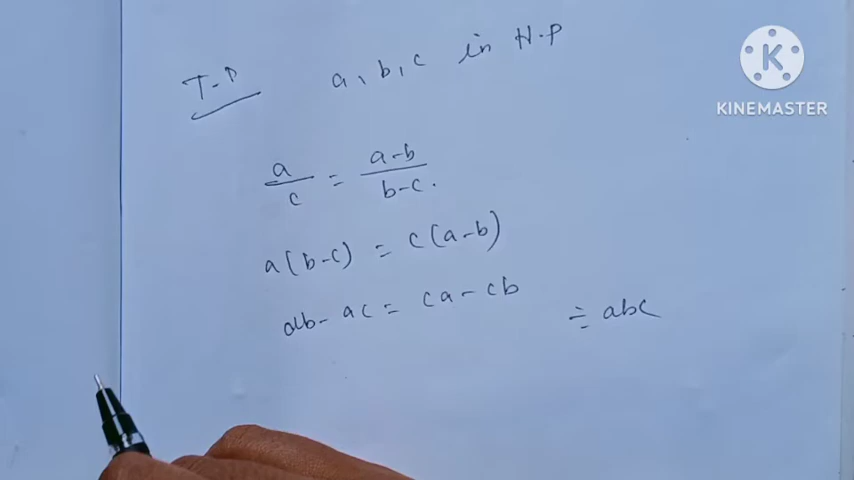 T.P a, b, c in H.P
K
KINEMASTER
a/c = a-b/b-c.
a(b-c) = c(a-b)
ab- ac = ca- cb ÷ abc